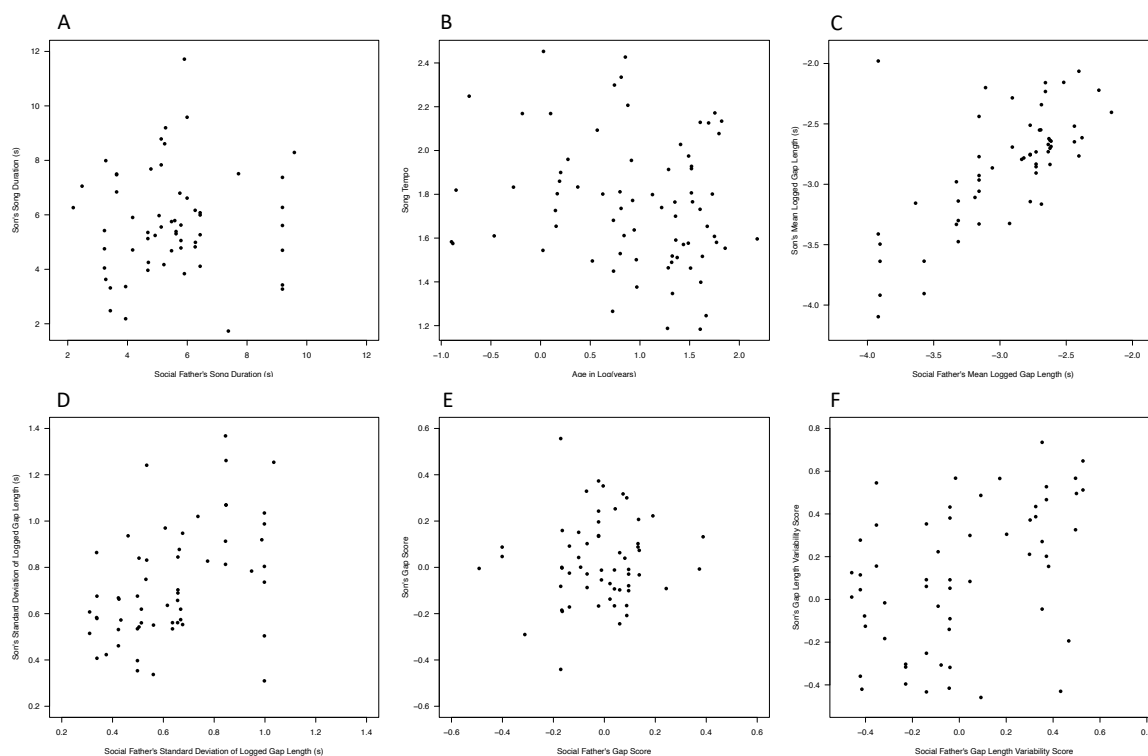 A
B
C
12
10
8
6
4
2
Son's Song Duration (s)
2 4 6 8 10 12
Social Father's Song Duration (s)
2.4
2.2
2.0
1.8
1.6
1.4
1.2
Song Tempo
−1.0 −0.5 0.0 0.5 1.0 1.5 2.0
Age in Log(years)
−2.0
−2.5
−3.0
−3.5
−4.0
Son's Mean Logged Gap Length (s)
−4.0 −3.5 −3.0 −2.5 −2.0
Social Father's Mean Logged Gap Length (s)
D
E
F
1.4
1.2
1.0
0.8
0.6
0.4
0.2
Son's Standard Deviation of Logged Gap Length (s)
0.2 0.4 0.6 0.8 1.0 1.2 1.4
Social Father's Standard Deviation of Logged Gap Length (s)
0.6
0.4
0.2
0.0
−0.2
−0.4
−0.6
Son's Gap Score
−0.6 −0.4 −0.2 0.0 0.2 0.4 0.6
Social Father's Gap Score
0.8
0.6
0.4
0.2
0.0
−0.2
−0.4
Son's Gap Length Variability Score
−0.4 −0.2 0.0 0.2 0.4 0.6
Social Father's Gap Length Variability Score